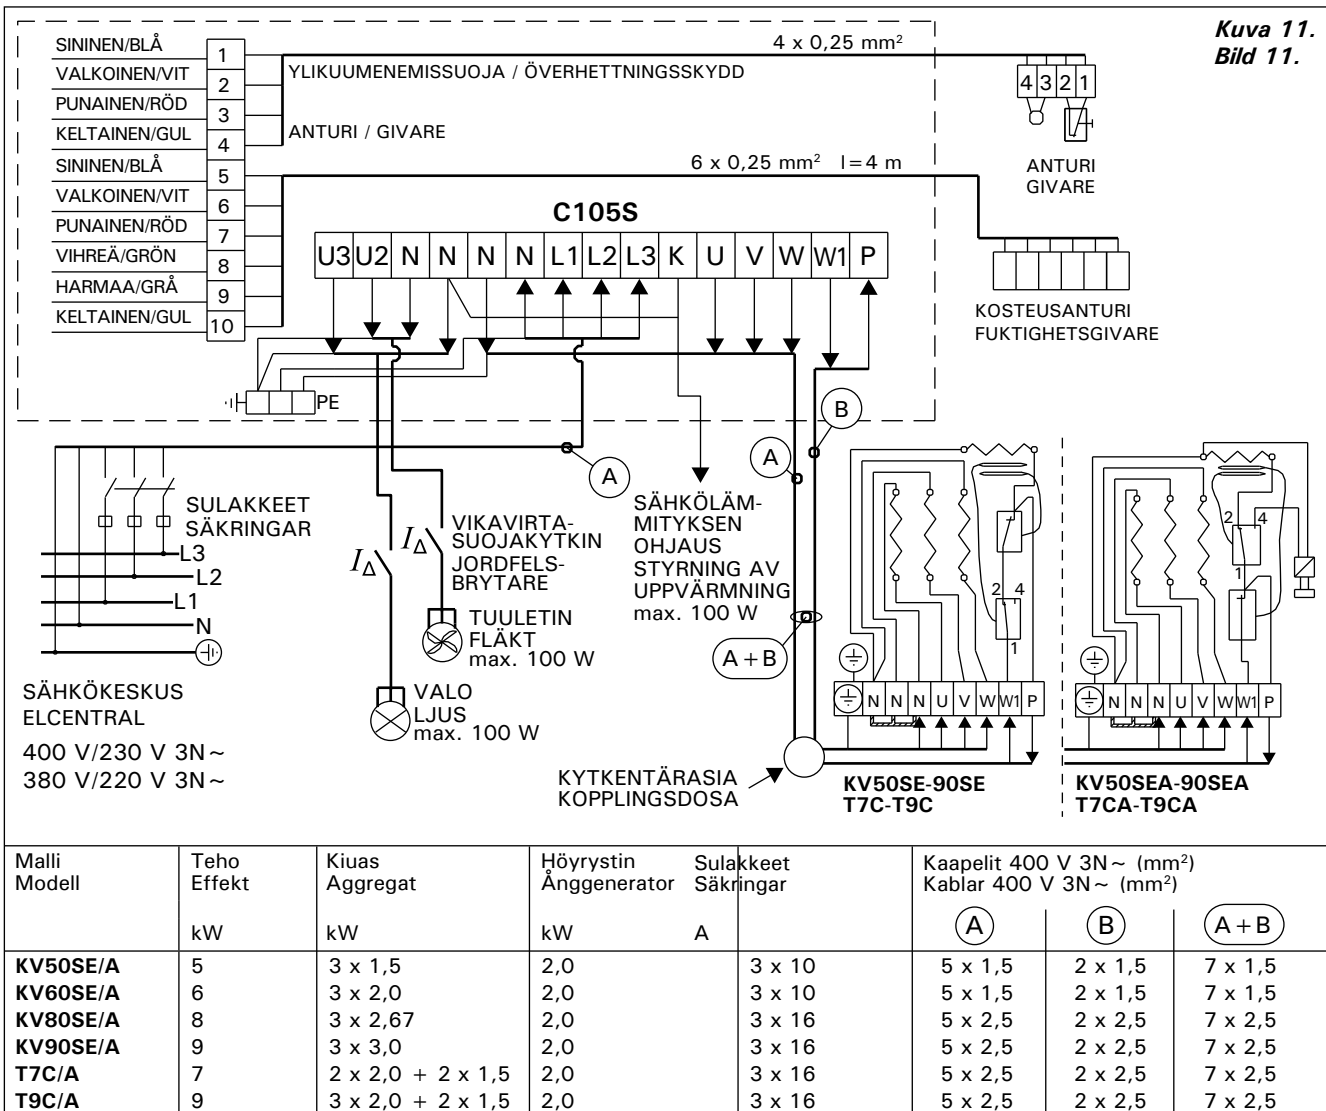 Kuva 11.
Bild 11.
SININEN/BLÅ 1
VALKOINEN/VIT 2
PUNAINEN/RÖD 3
KELTAINEN/GUL 4
SININEN/BLÅ 5
VALKOINEN/VIT 6
PUNAINEN/RÖD 7
VIHREÄ/GRÖN 8
HARMAA/GRÅ 9
KELTAINEN/GUL 10
4 x 0,25 mm²
YLIKUUMENEMISSUOJA / ÖVERHETTNINGSSKYDD
ANTURI / GIVARE
4 3 2 1
ANTURI
GIVARE
6 x 0,25 mm² l=4 m
KOSTEUSANTURI
FUKTIGHETSGIVARE
C105S
U3 U2 N N N N L1 L2 L3 K U V W W1 P
PE
A
A
B
SULAKKEET
SÄKRINGAR
L3
L2
L1
N
SÄHKÖKESKUS
ELCENTRAL
400 V/230 V 3N~
380 V/220 V 3N~
I∆
I∆
VIKAVIRTA-
SUOJAKYTKIN
JORDFELS-
BRYTARE
TUULETIN
FLÄKT
max. 100 W
VALO
LJUS
max. 100 W
SÄHKÖLÄM-
MITYKSEN
OHJAUS
STYRNING AV
UPPVÄRMNING
max. 100 W
A+B
KYTKENTÄRASIA
KOPPLINGSDOSA
2 4
1
N N N U V W W1 P
KV50SE-90SE
T7C-T9C
2 4
1
N N N U V W W1 P
KV50SEA-90SEA
T7CA-T9CA
Malli Teho Kiuas Höyrystin Sulakkeet Kaapelit 400 V 3N~ (mm²)
Modell Effekt Aggregat Ånggenerator Säkringar Kablar 400 V 3N~ (mm²)
kW kW kW A A B A+B
KV50SE/A 5 3 x 1,5 2,0 3 x 10 5 x 1,5 2 x 1,5 7 x 1,5
KV60SE/A 6 3 x 2,0 2,0 3 x 10 5 x 1,5 2 x 1,5 7 x 1,5
KV80SE/A 8 3 x 2,67 2,0 3 x 16 5 x 2,5 2 x 2,5 7 x 2,5
KV90SE/A 9 3 x 3,0 2,0 3 x 16 5 x 2,5 2 x 2,5 7 x 2,5
T7C/A 7 2 x 2,0 + 2 x 1,5 2,0 3 x 16 5 x 2,5 2 x 2,5 7 x 2,5
T9C/A 9 3 x 2,0 + 2 x 1,5 2,0 3 x 16 5 x 2,5 2 x 2,5 7 x 2,5